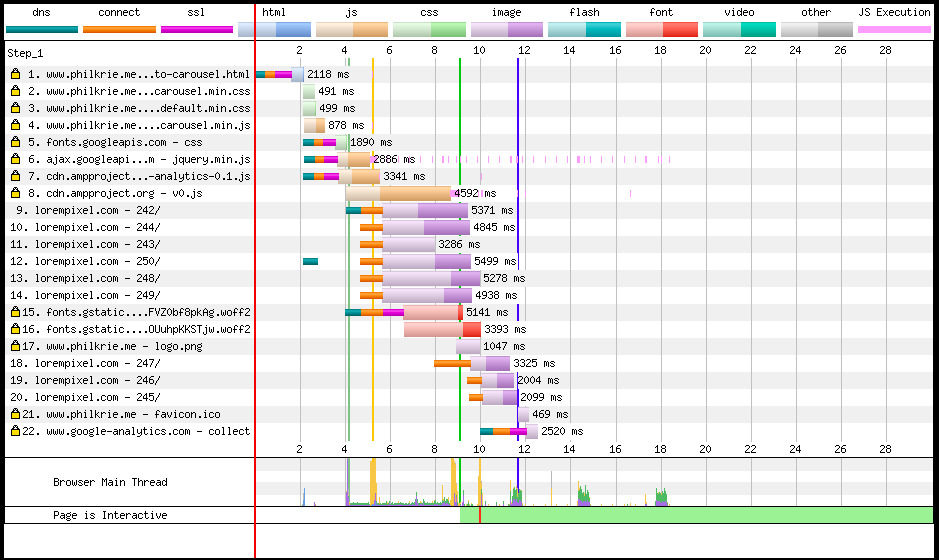 dns connect ssl html js css image flash font video other JS Execution
Step_1 2 4 6 8 10 12 14 16 18 20 22 24 26 28
1. www.philkrie.me...to-carousel.html 2118 ms
2. www.philkrie.me....carousel.min.css 491 ms
3. www.philkrie.me....default.min.css 499 ms
4. www.philkrie.me....carousel.min.js 878 ms
5. fonts.googleapis.com - css 1890 ms
6. ajax.googleapi...m - jquery.min.js 2886 ms
7. cdn.ampproject...-analytics-0.1.js 3341 ms
8. cdn.ampproject.org - v0.js 4592 ms
9. lorempixel.com - 242/ 5371 ms
10. lorempixel.com - 244/ 4845 ms
11. lorempixel.com - 243/ 3286 ms
12. lorempixel.com - 250/ 5499 ms
13. lorempixel.com - 248/ 5278 ms
14. lorempixel.com - 249/ 4938 ms
15. fonts.gstatic....FVZ0bf8pkAg.woff2 5141 ms
16. fonts.gstatic....OUuhpKKSTjw.woff2 3393 ms
17. www.philkrie.me - logo.png 1047 ms
18. lorempixel.com - 247/ 3325 ms
19. lorempixel.com - 246/ 2004 ms
20. lorempixel.com - 245/ 2099 ms
21. www.philkrie.me - favicon.ico 469 ms
22. www.google-analytics.com - collect 2520 ms
2 4 6 8 10 12 14 16 18 20 22 24 26 28
Browser Main Thread
Page is Interactive